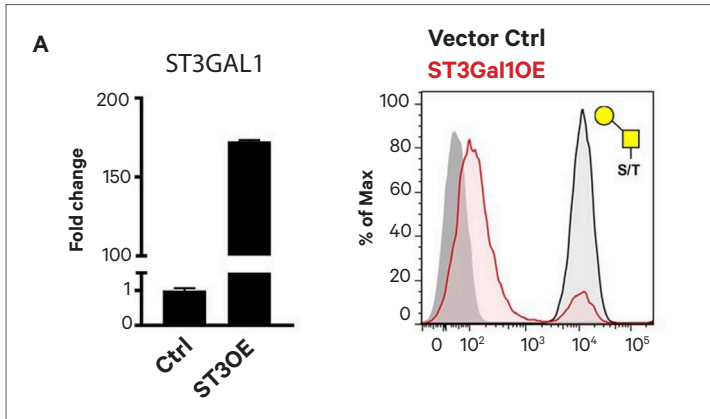 A
ST3GAL1
Fold change
200
150
100
1
0
Ctrl
ST3OE
Vector Ctrl
ST3Gal1OE
% of Max
100
80
60
40
20
0
S/T
0 10² 10³ 10⁴ 10⁵